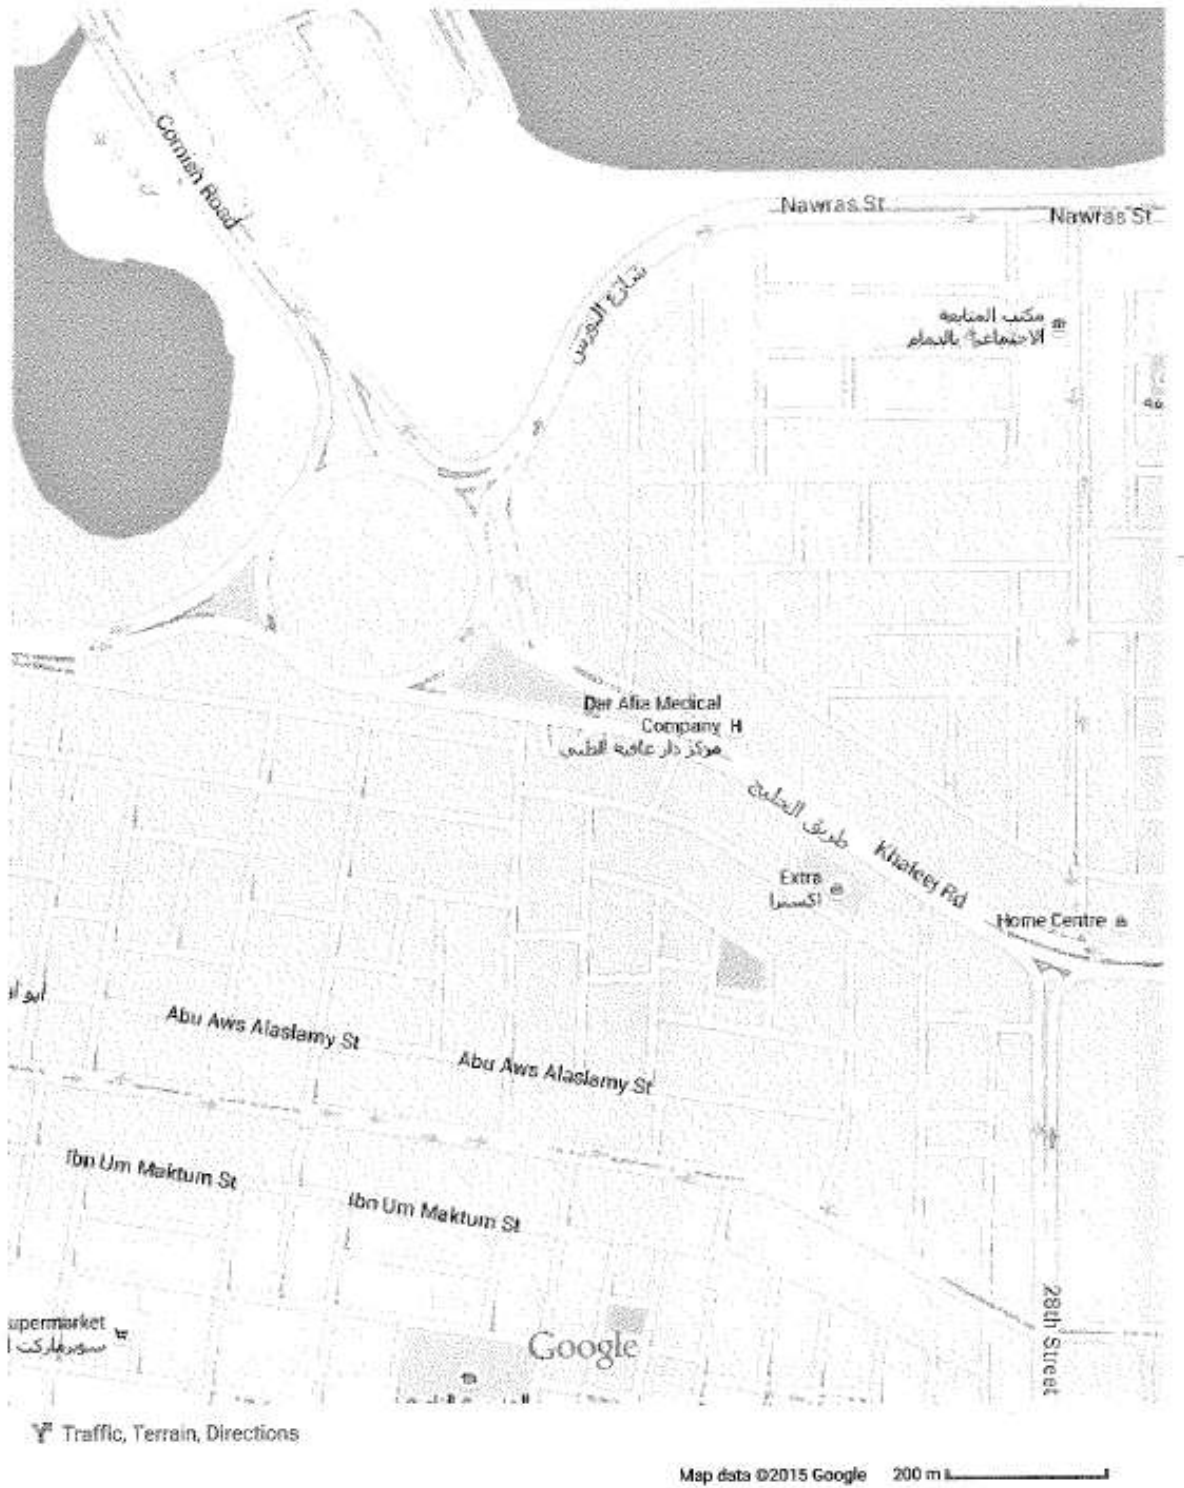 Cornish Road
Nawras St
Nawras St
شارع النورس
مكتب المتابعة
الاجتماعية بالدمام
Dar Afia Medical
Company H
مركز دار عافية الطبي
طريق الخليج
Khaleej Rd
Extra
اكسترا
Home Centre
Abu Aws Alaslamy St
Abu Aws Alaslamy St
Ibn Um Maktum St
Ibn Um Maktum St
28th Street
upermarket
سوبرماركت ا
Google
Traffic, Terrain, Directions
Map data ©2015 Google 200 m